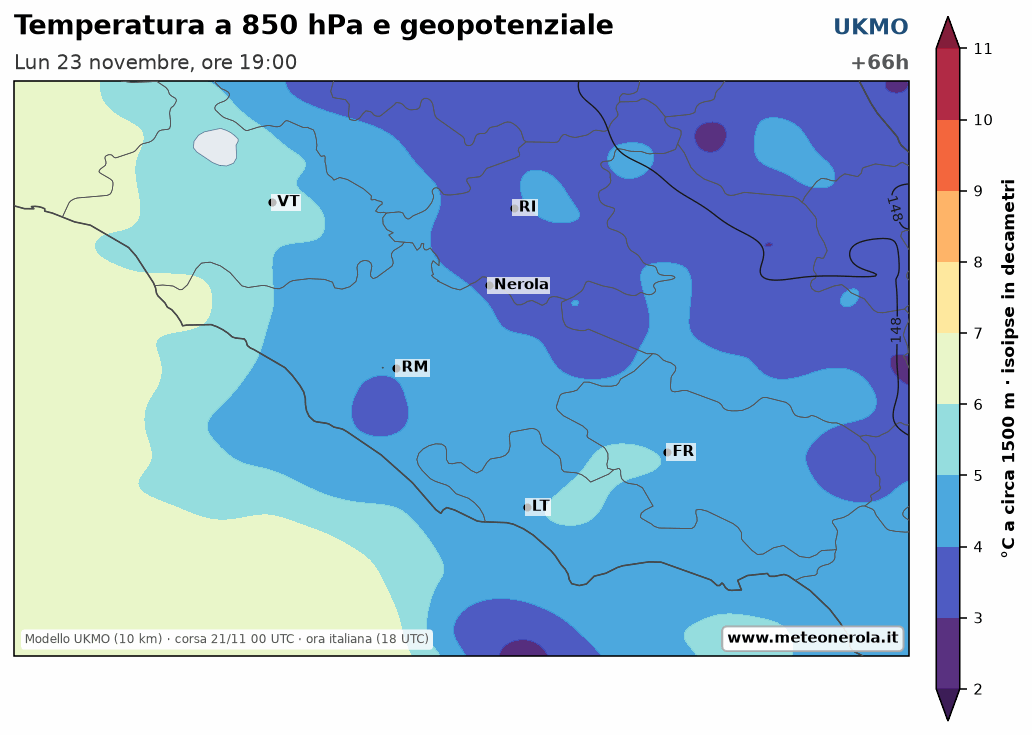 Temperatura a 850 hPa e geopotenziale
UKMO
Lun 23 novembre, ore 19:00
+66h
VT
RI
Nerola
RM
FR
LT
148
148
Modello UKMO (10 km) · corsa 21/11 00 UTC · ora italiana (18 UTC)
www.meteonerola.it
11
10
9
8
7
6
5
4
3
2
°C a circa 1500 m · isoipse in decametri